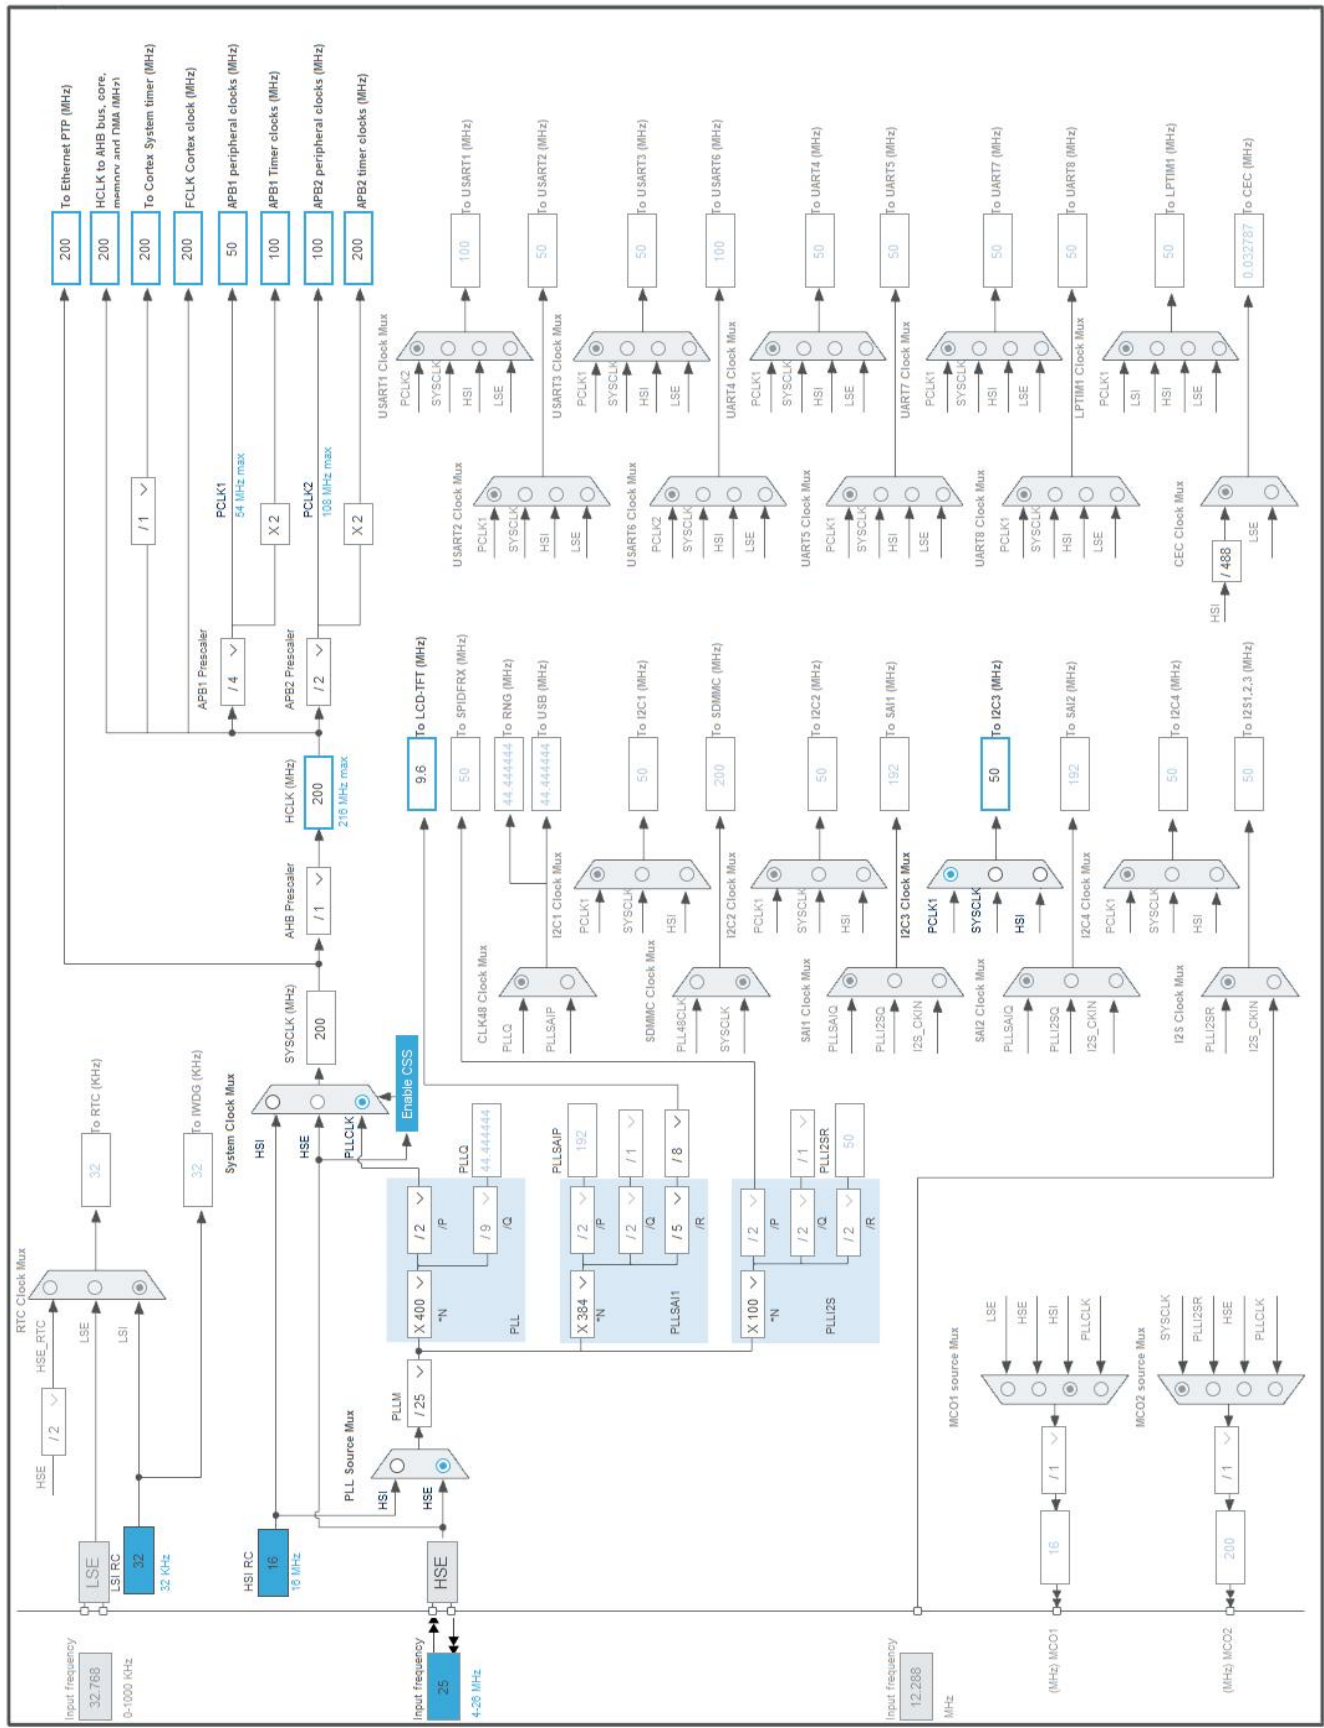 Input frequency
32.768
0-1000 KHz
LSE
LSI RC
32
32 KHz
HSE
/ 2
HSE_RTC
RTC Clock Mux
LSE
LSI
32
To RTC (KHz)
32
To IWDG (KHz)
HSI RC
16
16 MHz
Input frequency
25
4-26 MHz
HSE
PLL Source Mux
HSI
HSE
PLLM
/ 25
X 400
*N
PLL
/ 2
/P
/ 9
/Q
PLLQ
44.444444
X 384
*N
PLLSAI1
/ 2
/P
/ 2
/Q
/ 5
/R
PLLSAIP
192
/ 1
/ 8
X 100
*N
PLLI2S
/ 2
/P
/ 2
/Q
/ 2
/R
/ 1
PLLI2SR
50
System Clock Mux
HSI
HSE
PLLCLK
Enable CSS
SYSCLK (MHz)
200
AHB Prescaler
/ 1
HCLK (MHz)
200
216 MHz max
APB1 Prescaler
/ 4
APB2 Prescaler
/ 2
/ 1
PCLK1
54 MHz max
X 2
PCLK2
108 MHz max
X 2
200
To Ethernet PTP (MHz)
200
HCLK to AHB bus, core,
memory and DMA (MHz)
200
To Cortex System timer (MHz)
200
FCLK Cortex clock (MHz)
50
APB1 peripheral clocks (MHz)
100
APB1 Timer clocks (MHz)
100
APB2 peripheral clocks (MHz)
200
APB2 timer clocks (MHz)
9.6
To LCD-TFT (MHz)
50
To SPIDFRX (MHz)
44.444444
To RNG (MHz)
44.444444
To USB (MHz)
CLK48 Clock Mux
PLLQ
PLLSAIP
I2C1 Clock Mux
PCLK1
SYSCLK
HSI
50
To I2C1 (MHz)
SDMMC Clock Mux
PLL48CLK
SYSCLK
200
To SDMMC (MHz)
I2C2 Clock Mux
PCLK1
SYSCLK
HSI
50
To I2C2 (MHz)
SAI1 Clock Mux
PLLSAIQ
PLLI2SQ
I2S_CKIN
192
To SAI1 (MHz)
I2C3 Clock Mux
PCLK1
SYSCLK
HSI
50
To I2C3 (MHz)
SAI2 Clock Mux
PLLSAIQ
PLLI2SQ
I2S_CKIN
192
To SAI2 (MHz)
I2C4 Clock Mux
PCLK1
SYSCLK
HSI
50
To I2C4 (MHz)
I2S Clock Mux
PLLI2SR
I2S_CKIN
50
To I2S1,2,3 (MHz)
USART1 Clock Mux
PCLK2
SYSCLK
HSI
LSE
100
To USART1 (MHz)
USART2 Clock Mux
PCLK1
SYSCLK
HSI
LSE
50
To USART2 (MHz)
USART3 Clock Mux
PCLK1
SYSCLK
HSI
LSE
50
To USART3 (MHz)
USART6 Clock Mux
PCLK2
SYSCLK
HSI
LSE
100
To USART6 (MHz)
UART4 Clock Mux
PCLK1
SYSCLK
HSI
LSE
50
To UART4 (MHz)
UART5 Clock Mux
PCLK1
SYSCLK
HSI
LSE
50
To UART5 (MHz)
UART7 Clock Mux
PCLK1
SYSCLK
HSI
LSE
50
To UART7 (MHz)
UART8 Clock Mux
PCLK1
SYSCLK
HSI
LSE
50
To UART8 (MHz)
LPTIM1 Clock Mux
PCLK1
LSI
HSI
LSE
50
To LPTIM1 (MHz)
CEC Clock Mux
HSI
/ 488
LSE
0.032787
To CEC (MHz)
Input frequency
12.288
MHz
MCO1 source Mux
LSE
HSE
HSI
PLLCLK
/ 1
16
(MHz) MCO1
MCO2 source Mux
SYSCLK
PLLI2SR
HSE
PLLCLK
/ 1
200
(MHz) MCO2